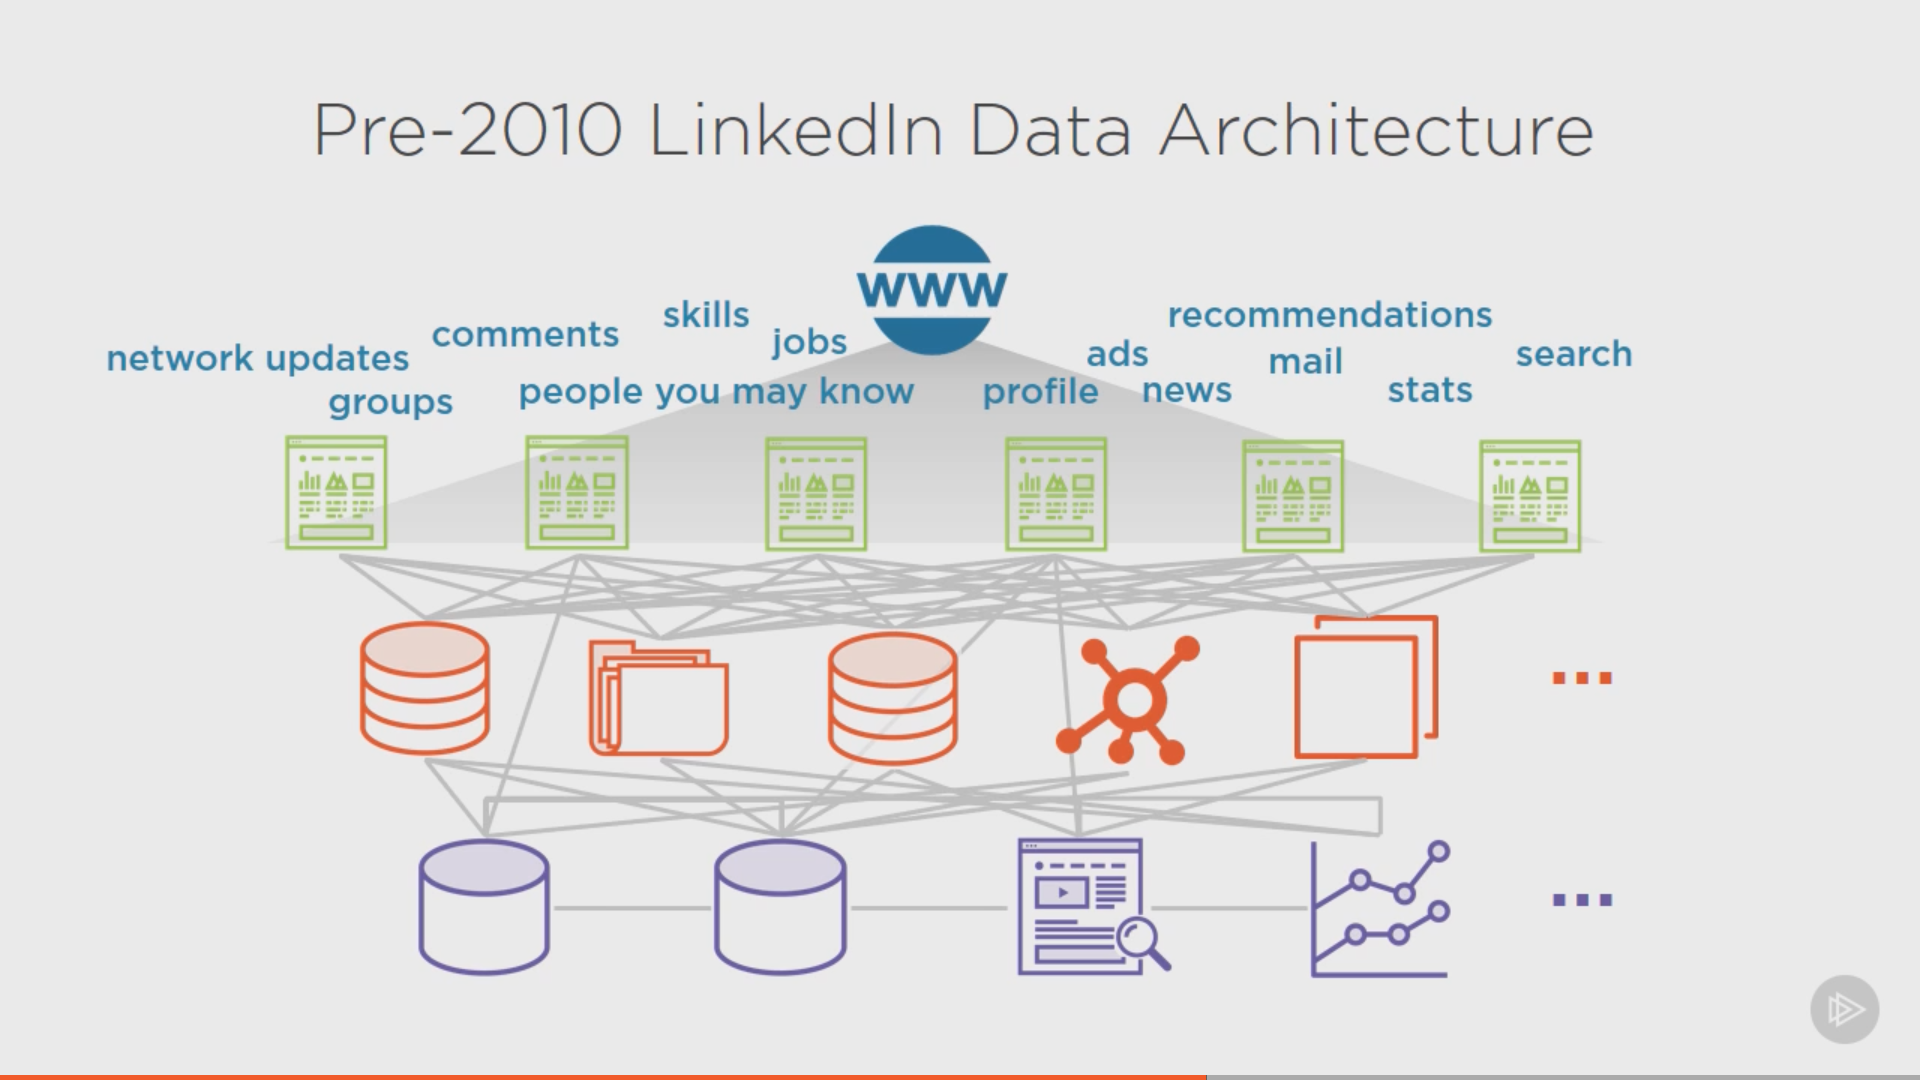 Pre-2010 LinkedIn Data Architecture
www
skills
recommendations
comments
jobs
ads
mail
search
network updates
groups
people you may know
profile
news
stats
...
...